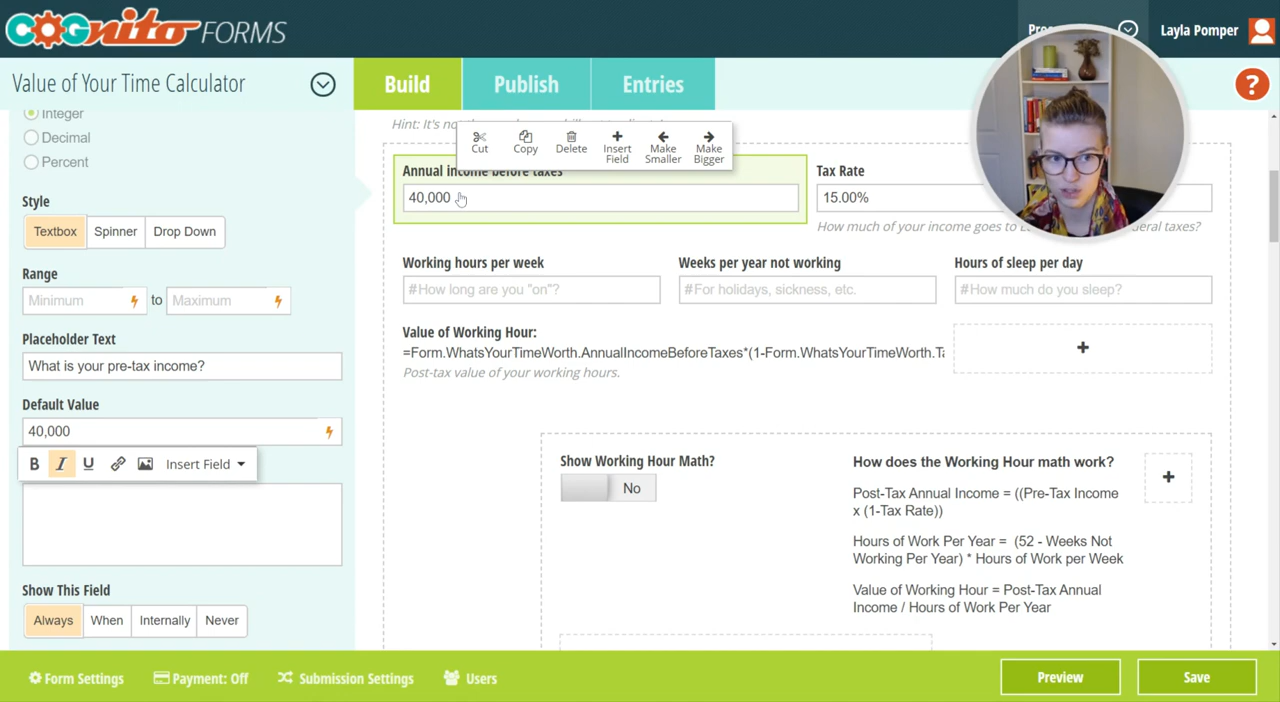 COGnito FORMS
Layla Pomper
Value of Your Time Calculator
Build
Publish
Entries
?
Integer
Decimal
Percent
Style
Textbox
Spinner
Drop Down
Range
Minimum
to
Maximum
Placeholder Text
What is your pre-tax income?
Default Value
40,000
B
I
U
Insert Field
Show This Field
Always
When
Internally
Never
Cut
Copy
Delete
Insert
Field
Make
Smaller
Make
Bigger
Annual income before taxes
40,000
Tax Rate
15.00%
How much of your income goes to
taxes?
Working hours per week
#How long are you "on"?
Weeks per year not working
#For holidays, sickness, etc.
Hours of sleep per day
#How much do you sleep?
Value of Working Hour:
=Form.WhatsYourTimeWorth.AnnualIncomeBeforeTaxes*(1-Form.WhatsYourTimeWorth.Ta
Post-tax value of your working hours.
Show Working Hour Math?
No
How does the Working Hour math work?
Post-Tax Annual Income = ((Pre-Tax Income
x (1-Tax Rate))
Hours of Work Per Year = (52 - Weeks Not
Working Per Year) * Hours of Work per Week
Value of Working Hour = Post-Tax Annual
Income / Hours of Work Per Year
Form Settings
Payment: Off
Submission Settings
Users
Preview
Save